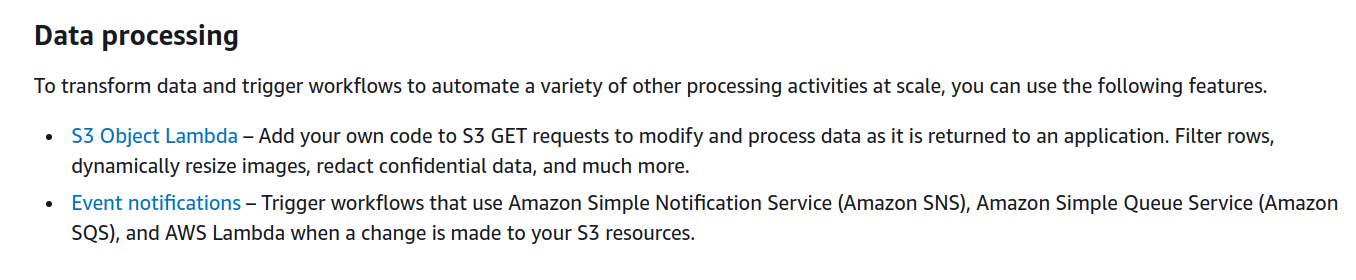 Data processing
To transform data and trigger workflows to automate a variety of other processing activities at scale, you can use the following features.
• S3 Object Lambda – Add your own code to S3 GET requests to modify and process data as it is returned to an application. Filter rows,
dynamically resize images, redact confidential data, and much more.
• Event notifications – Trigger workflows that use Amazon Simple Notification Service (Amazon SNS), Amazon Simple Queue Service (Amazon
SQS), and AWS Lambda when a change is made to your S3 resources.